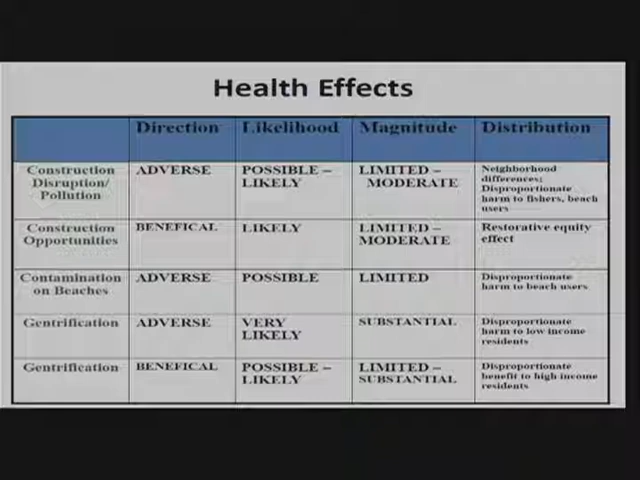 Health Effects
Direction Likelihood Magnitude Distribution
Construction Disruption/ Pollution
ADVERSE
POSSIBLE –
LIKELY
LIMITED –
MODERATE
Neighborhood
differences;
Disproportionate
harm to fishers, beach
users
Construction
Opportunities
BENEFICAL
LIKELY
LIMITED –
MODERATE
Restorative equity
effect
Contamination
on Beaches
ADVERSE
POSSIBLE
LIMITED
Disproportionate
harm to beach users
Gentrification
ADVERSE
VERY
LIKELY
SUBSTANTIAL
Disproportionate
harm to low income
residents
Gentrification
BENEFICAL
POSSIBLE –
LIKELY
LIMITED –
SUBSTANTIAL
Disproportionate
benefit to high income
residents